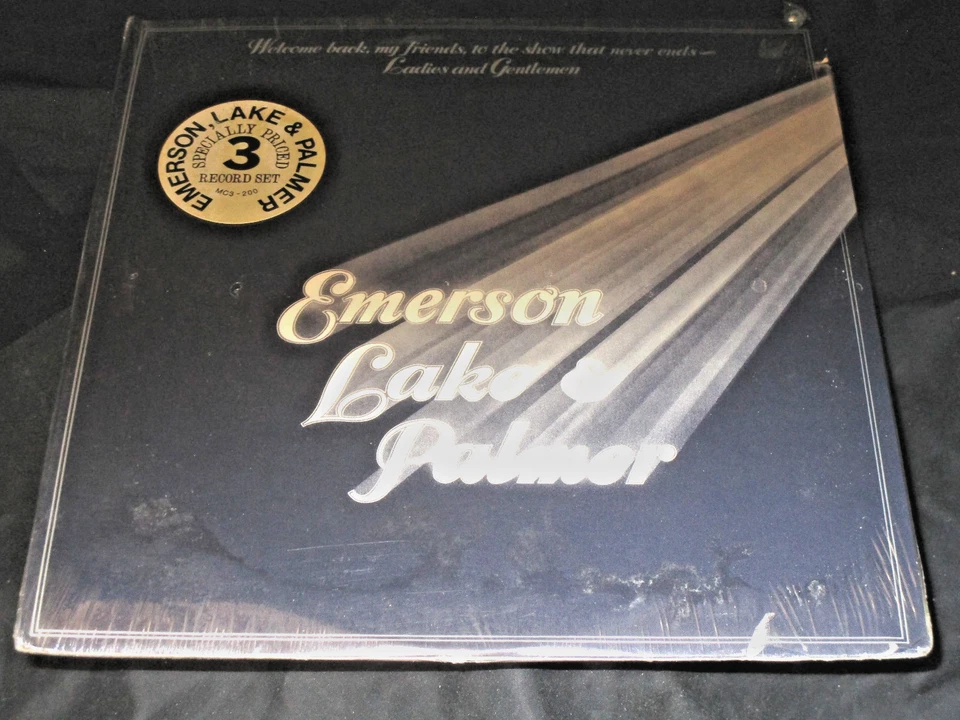 Welcome back, my friends, to the show that never ends—
Ladies and Gentlemen
EMERSON, LAKE & PALMER
SPECIALLY PRICED
3
RECORD SET
MC3-200
Emerson
Lake &
Palmer